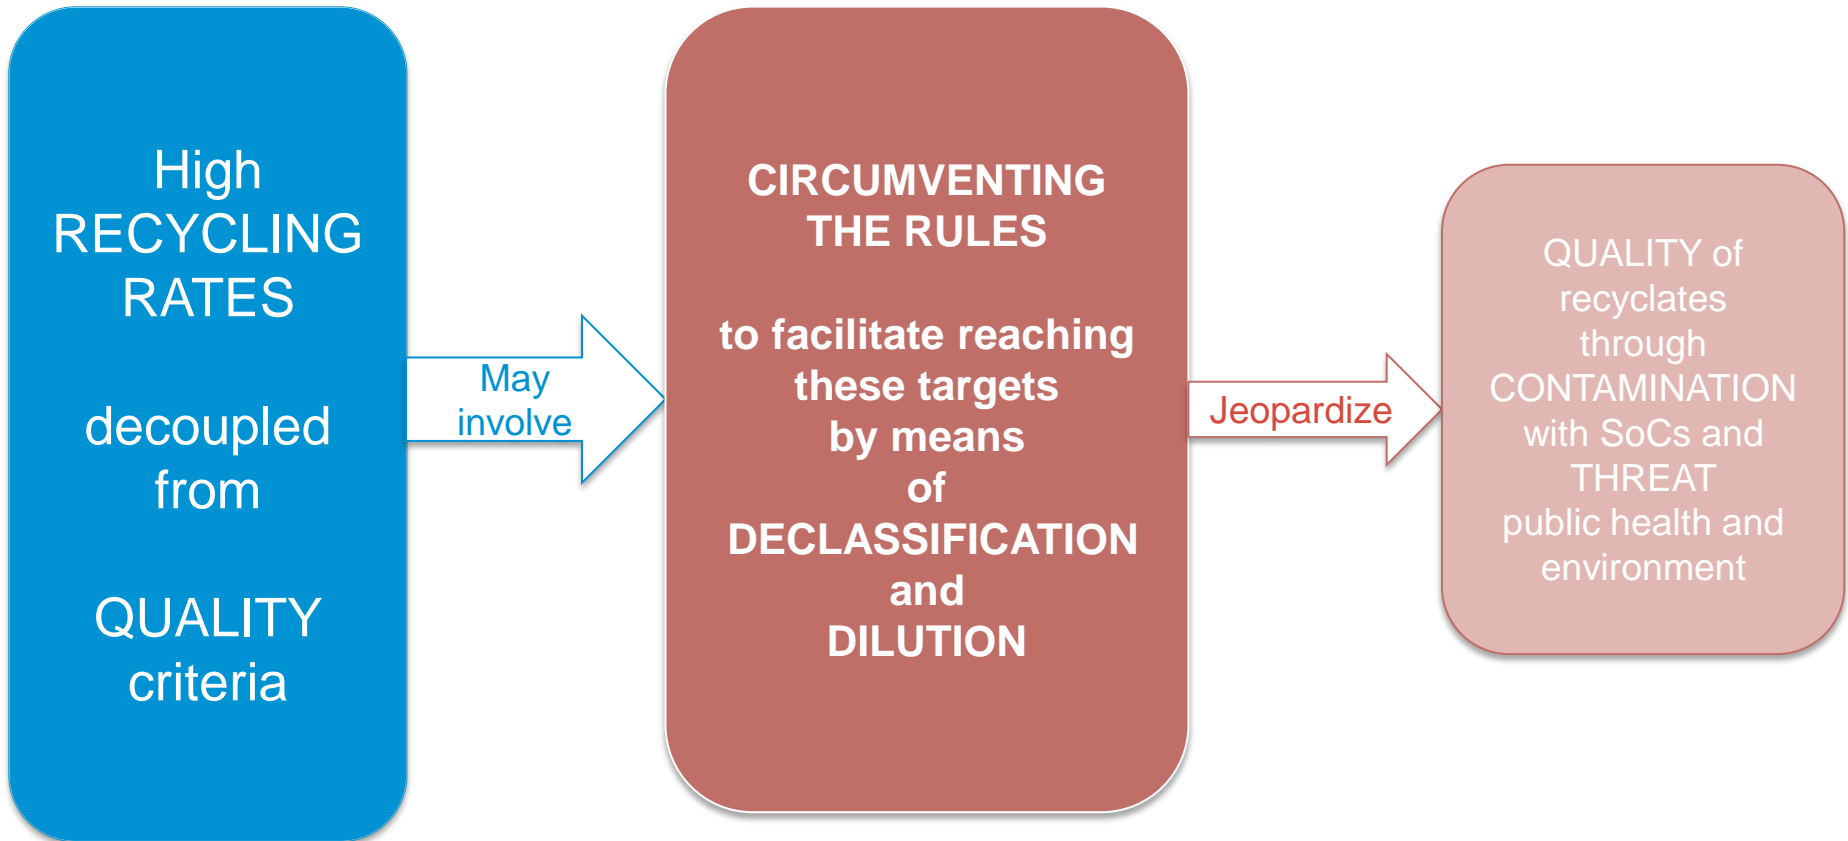 High
RECYCLING
RATES
decoupled
from
QUALITY
criteria
May
involve
CIRCUMVENTING
THE RULES
to facilitate reaching
these targets
by means
of
DECLASSIFICATION
and
DILUTION
Jeopardize
QUALITY of
recyclates
through
CONTAMINATION
with SoCs and
THREAT
public health and
environment